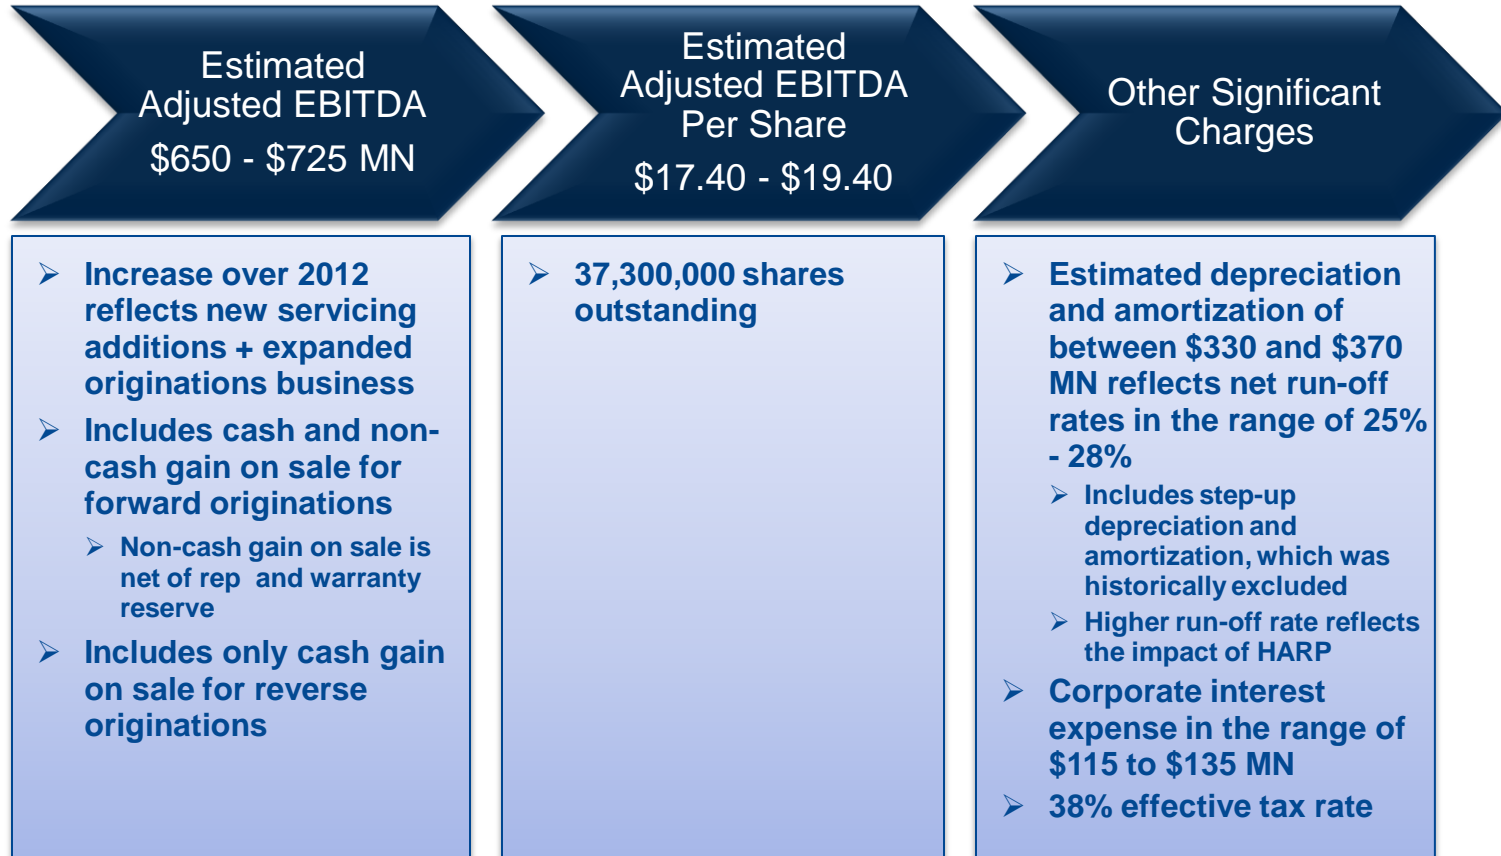 Estimated
Adjusted EBITDA
$650 - $725 MN
Estimated
Adjusted EBITDA
Per Share
$17.40 - $19.40
Other Significant
Charges
➢ Increase over 2012
reflects new servicing
additions + expanded
originations business
➢ Includes cash and non-
cash gain on sale for
forward originations
➢ Non-cash gain on sale is
net of rep and warranty
reserve
➢ Includes only cash gain
on sale for reverse
originations
➢ 37,300,000 shares
outstanding
➢ Estimated depreciation
and amortization of
between $330 and $370
MN reflects net run-off
rates in the range of 25%
- 28%
➢ Includes step-up
depreciation and
amortization, which was
historically excluded
➢ Higher run-off rate reflects
the impact of HARP
➢ Corporate interest
expense in the range of
$115 to $135 MN
➢ 38% effective tax rate